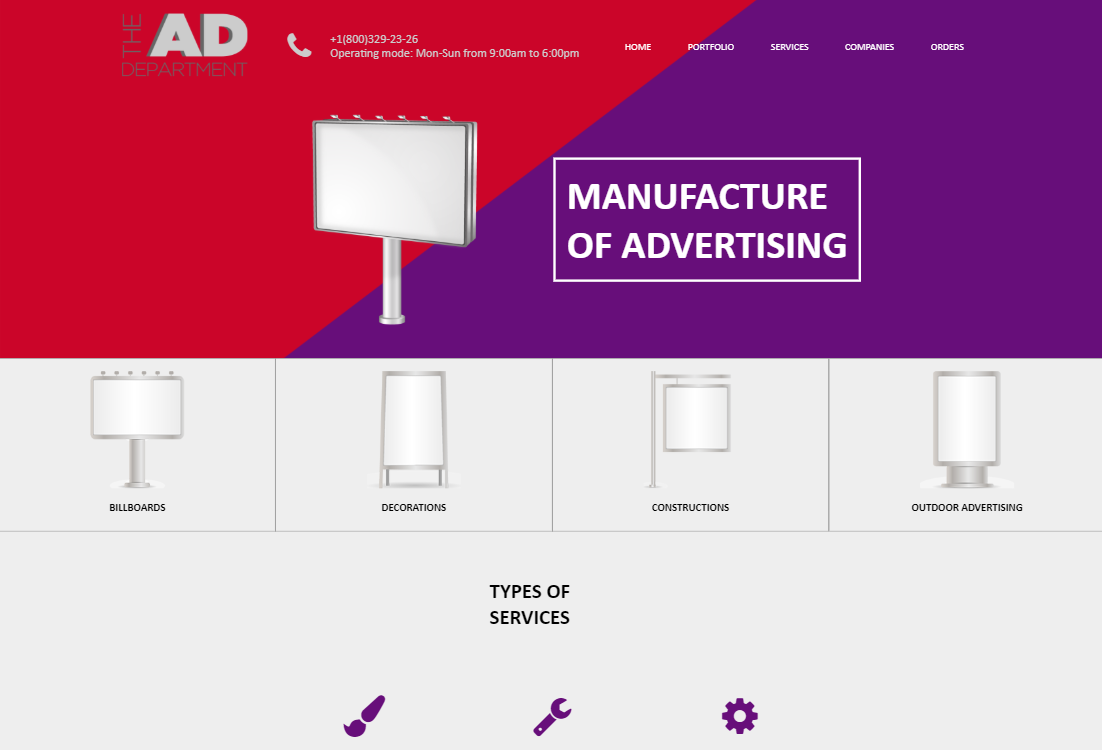 THE
AD
DEPARTMENT
+1(800)329-23-26
Operating mode: Mon-Sun from 9:00am to 6:00pm
HOME PORTFOLIO SERVICES COMPANIES ORDERS
MANUFACTURE
OF ADVERTISING
BILLBOARDS DECORATIONS CONSTRUCTIONS OUTDOOR ADVERTISING
TYPES OF
SERVICES